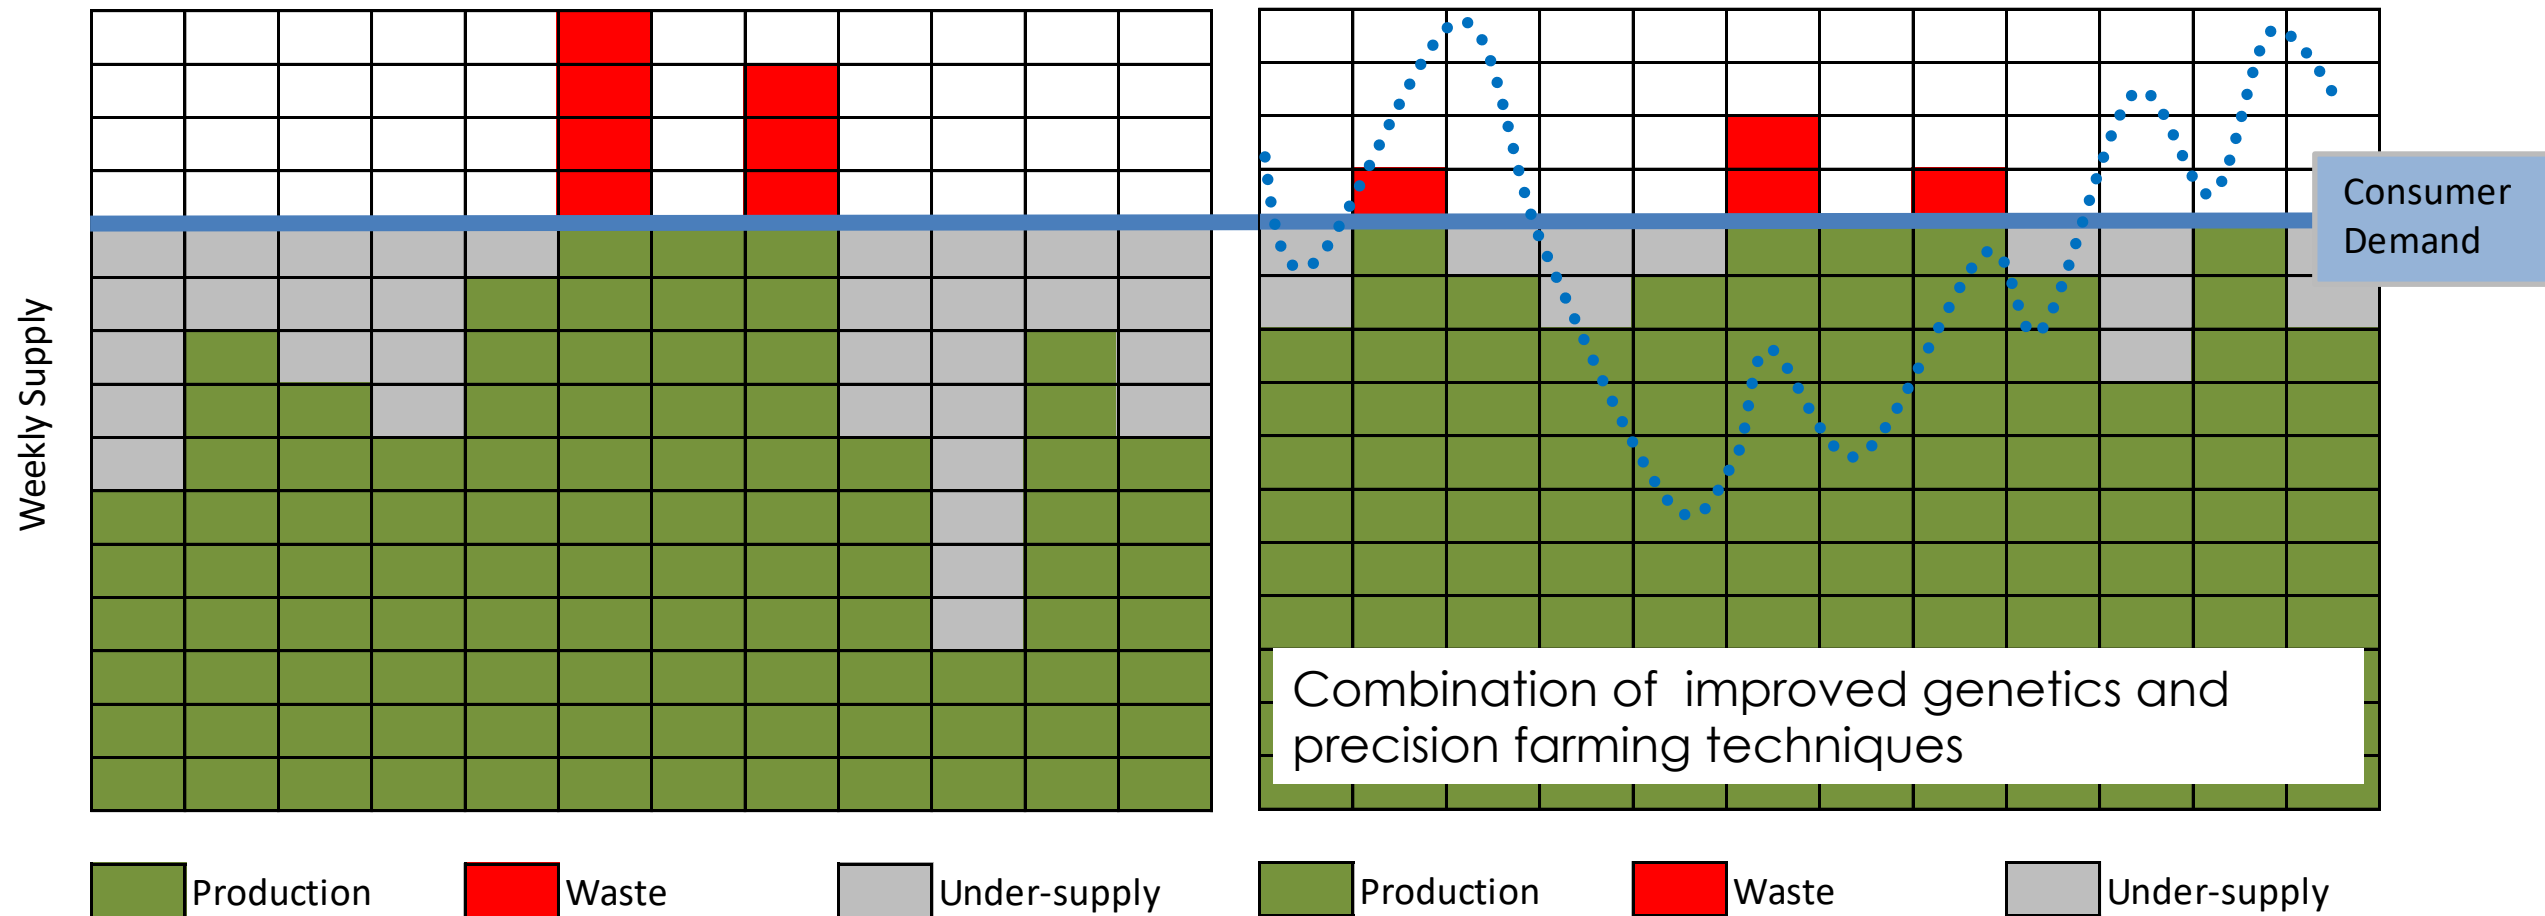 Weekly Supply
Consumer
Demand
Combination of  improved genetics and
precision farming techniques
Production
Waste
Under-supply
Production
Waste
Under-supply